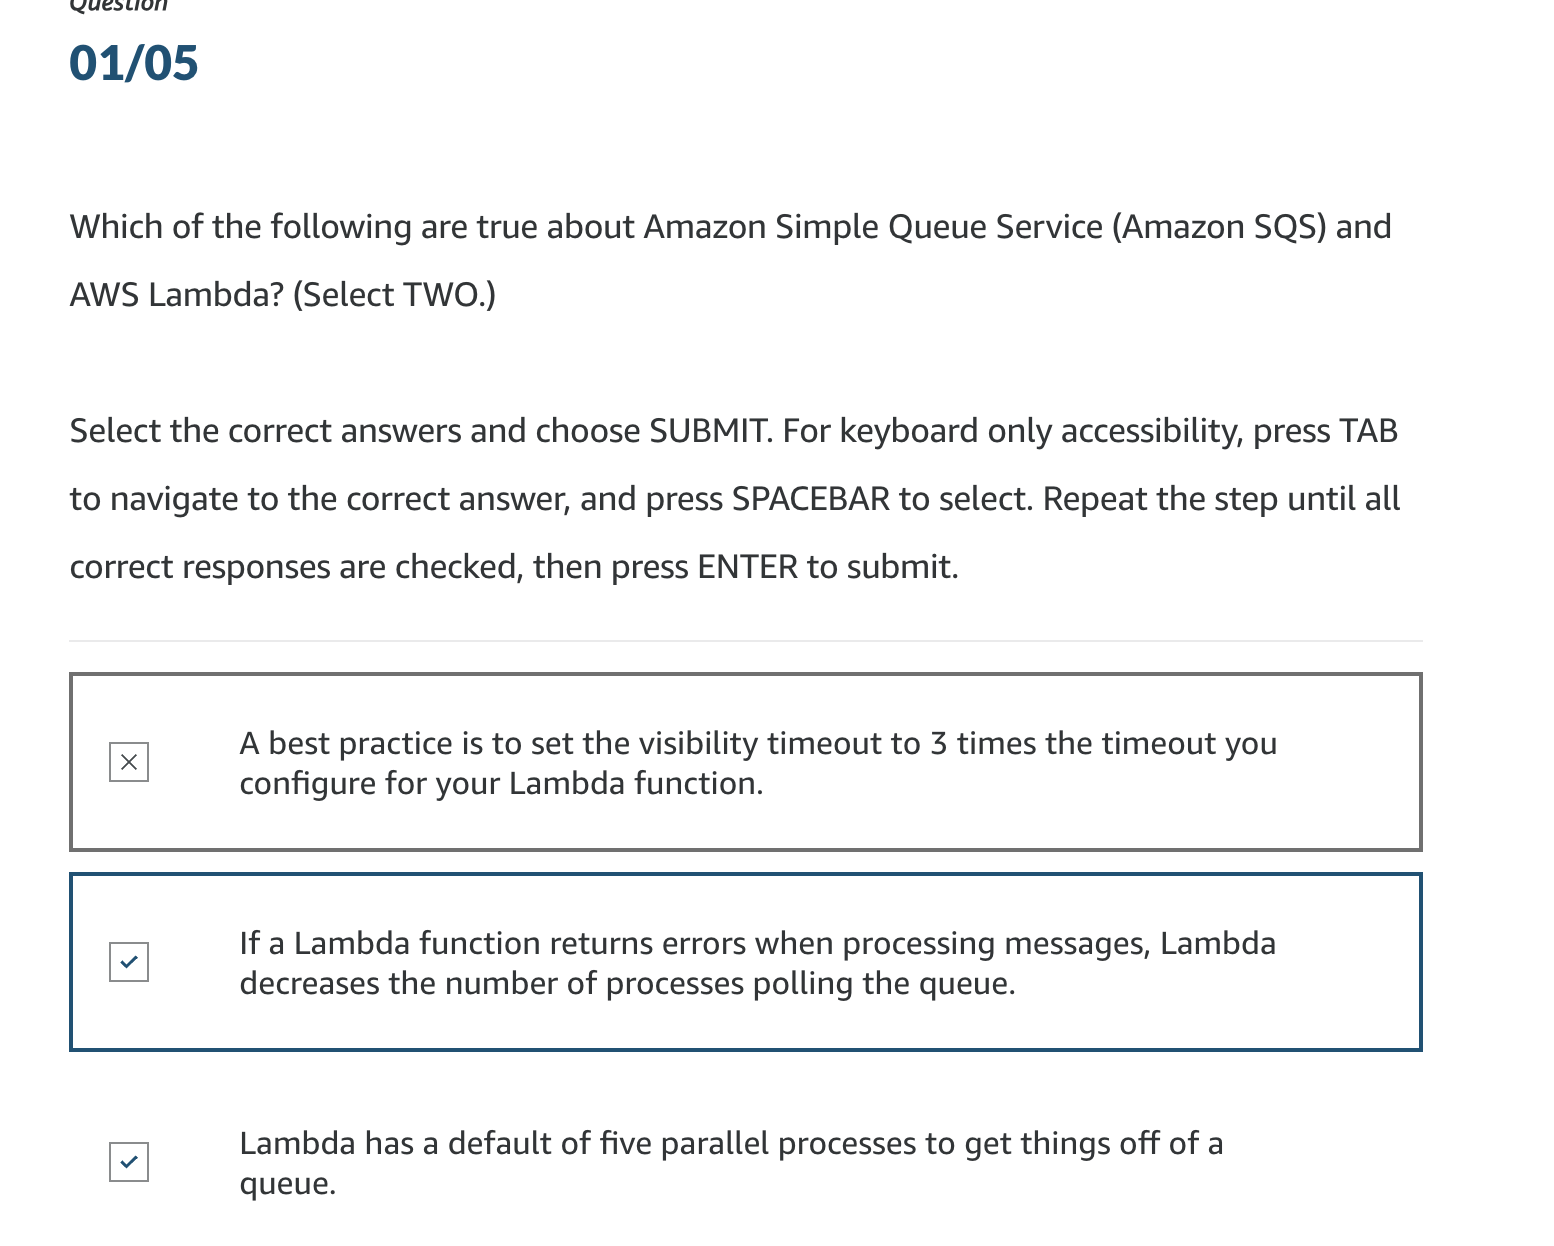 Question
01/05
Which of the following are true about Amazon Simple Queue Service (Amazon SQS) and
AWS Lambda? (Select TWO.)
Select the correct answers and choose SUBMIT. For keyboard only accessibility, press TAB
to navigate to the correct answer, and press SPACEBAR to select. Repeat the step until all
correct responses are checked, then press ENTER to submit.
A best practice is to set the visibility timeout to 3 times the timeout you
configure for your Lambda function.
If a Lambda function returns errors when processing messages, Lambda
decreases the number of processes polling the queue.
Lambda has a default of five parallel processes to get things off of a
queue.